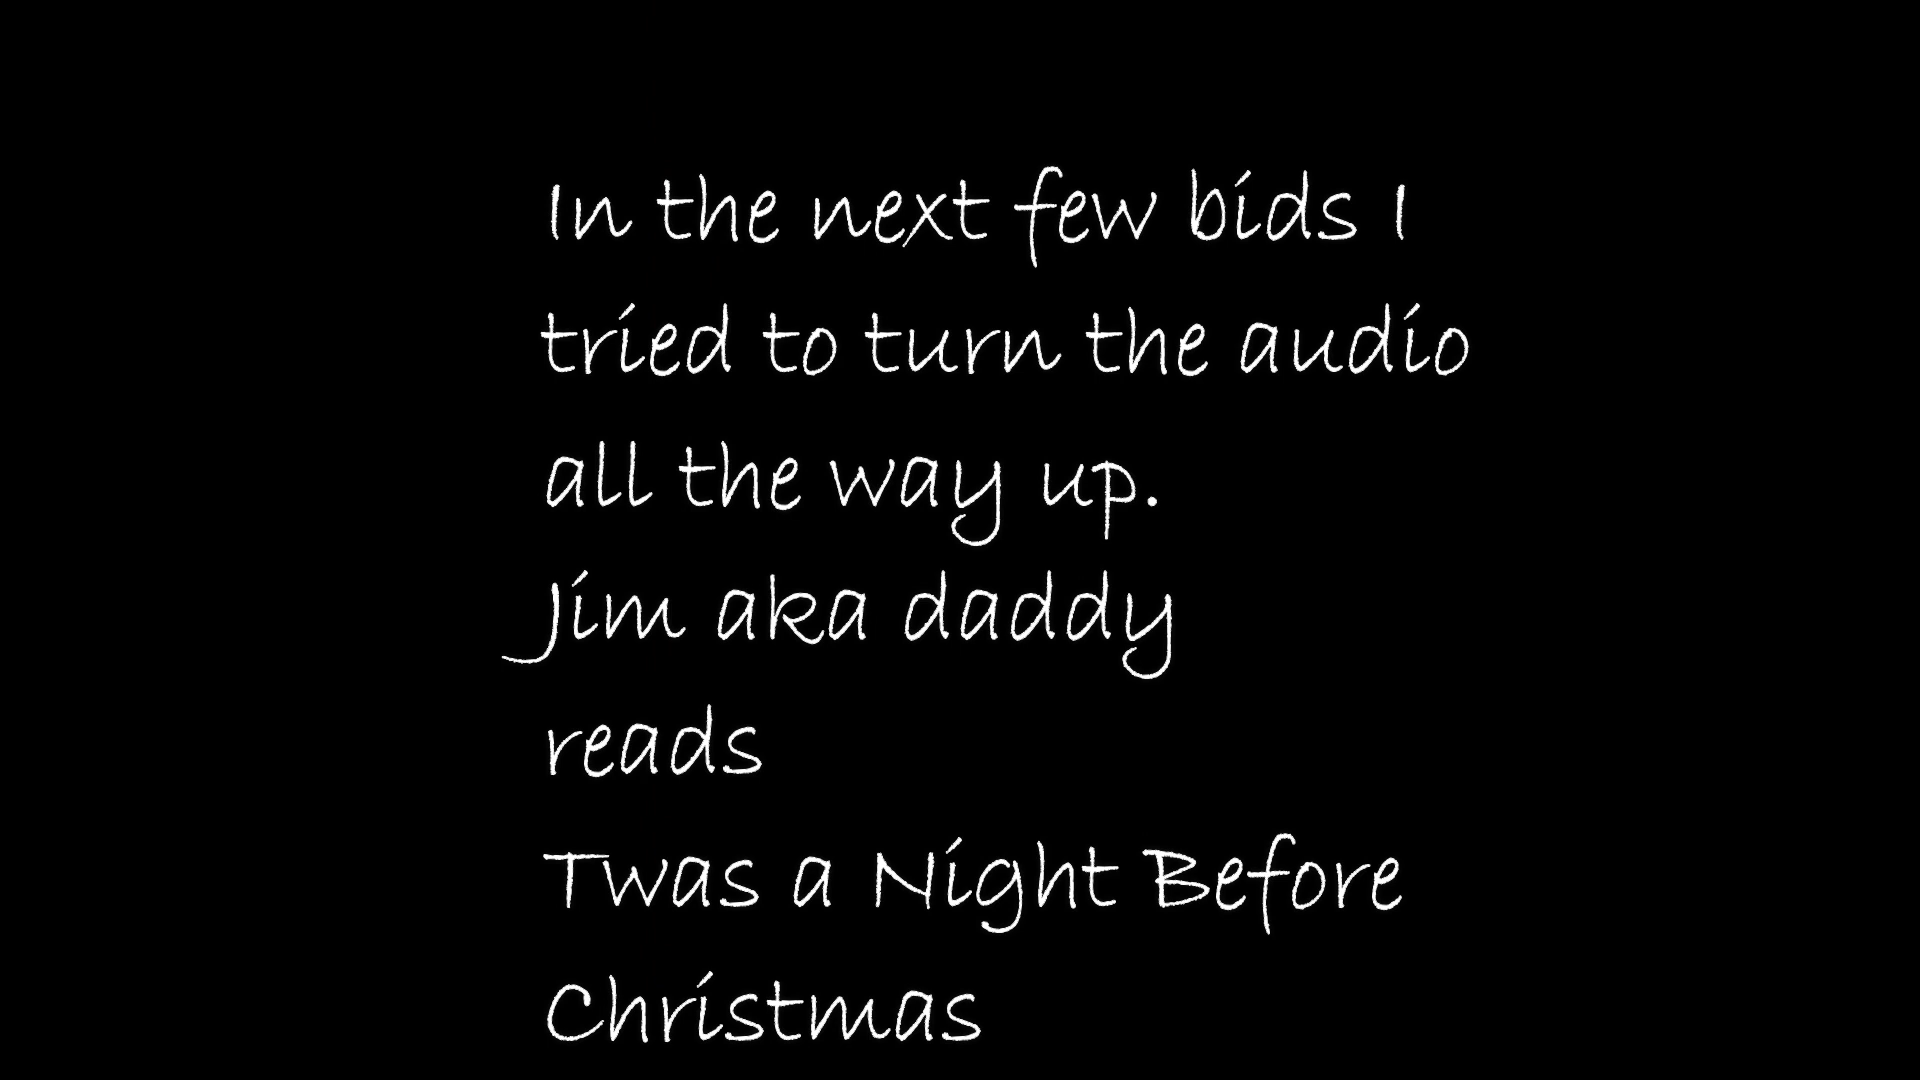 In the next few bids I
tried to turn the audio
all the way up.
Jim aka daddy
reads
Twas a Night Before
Christmas